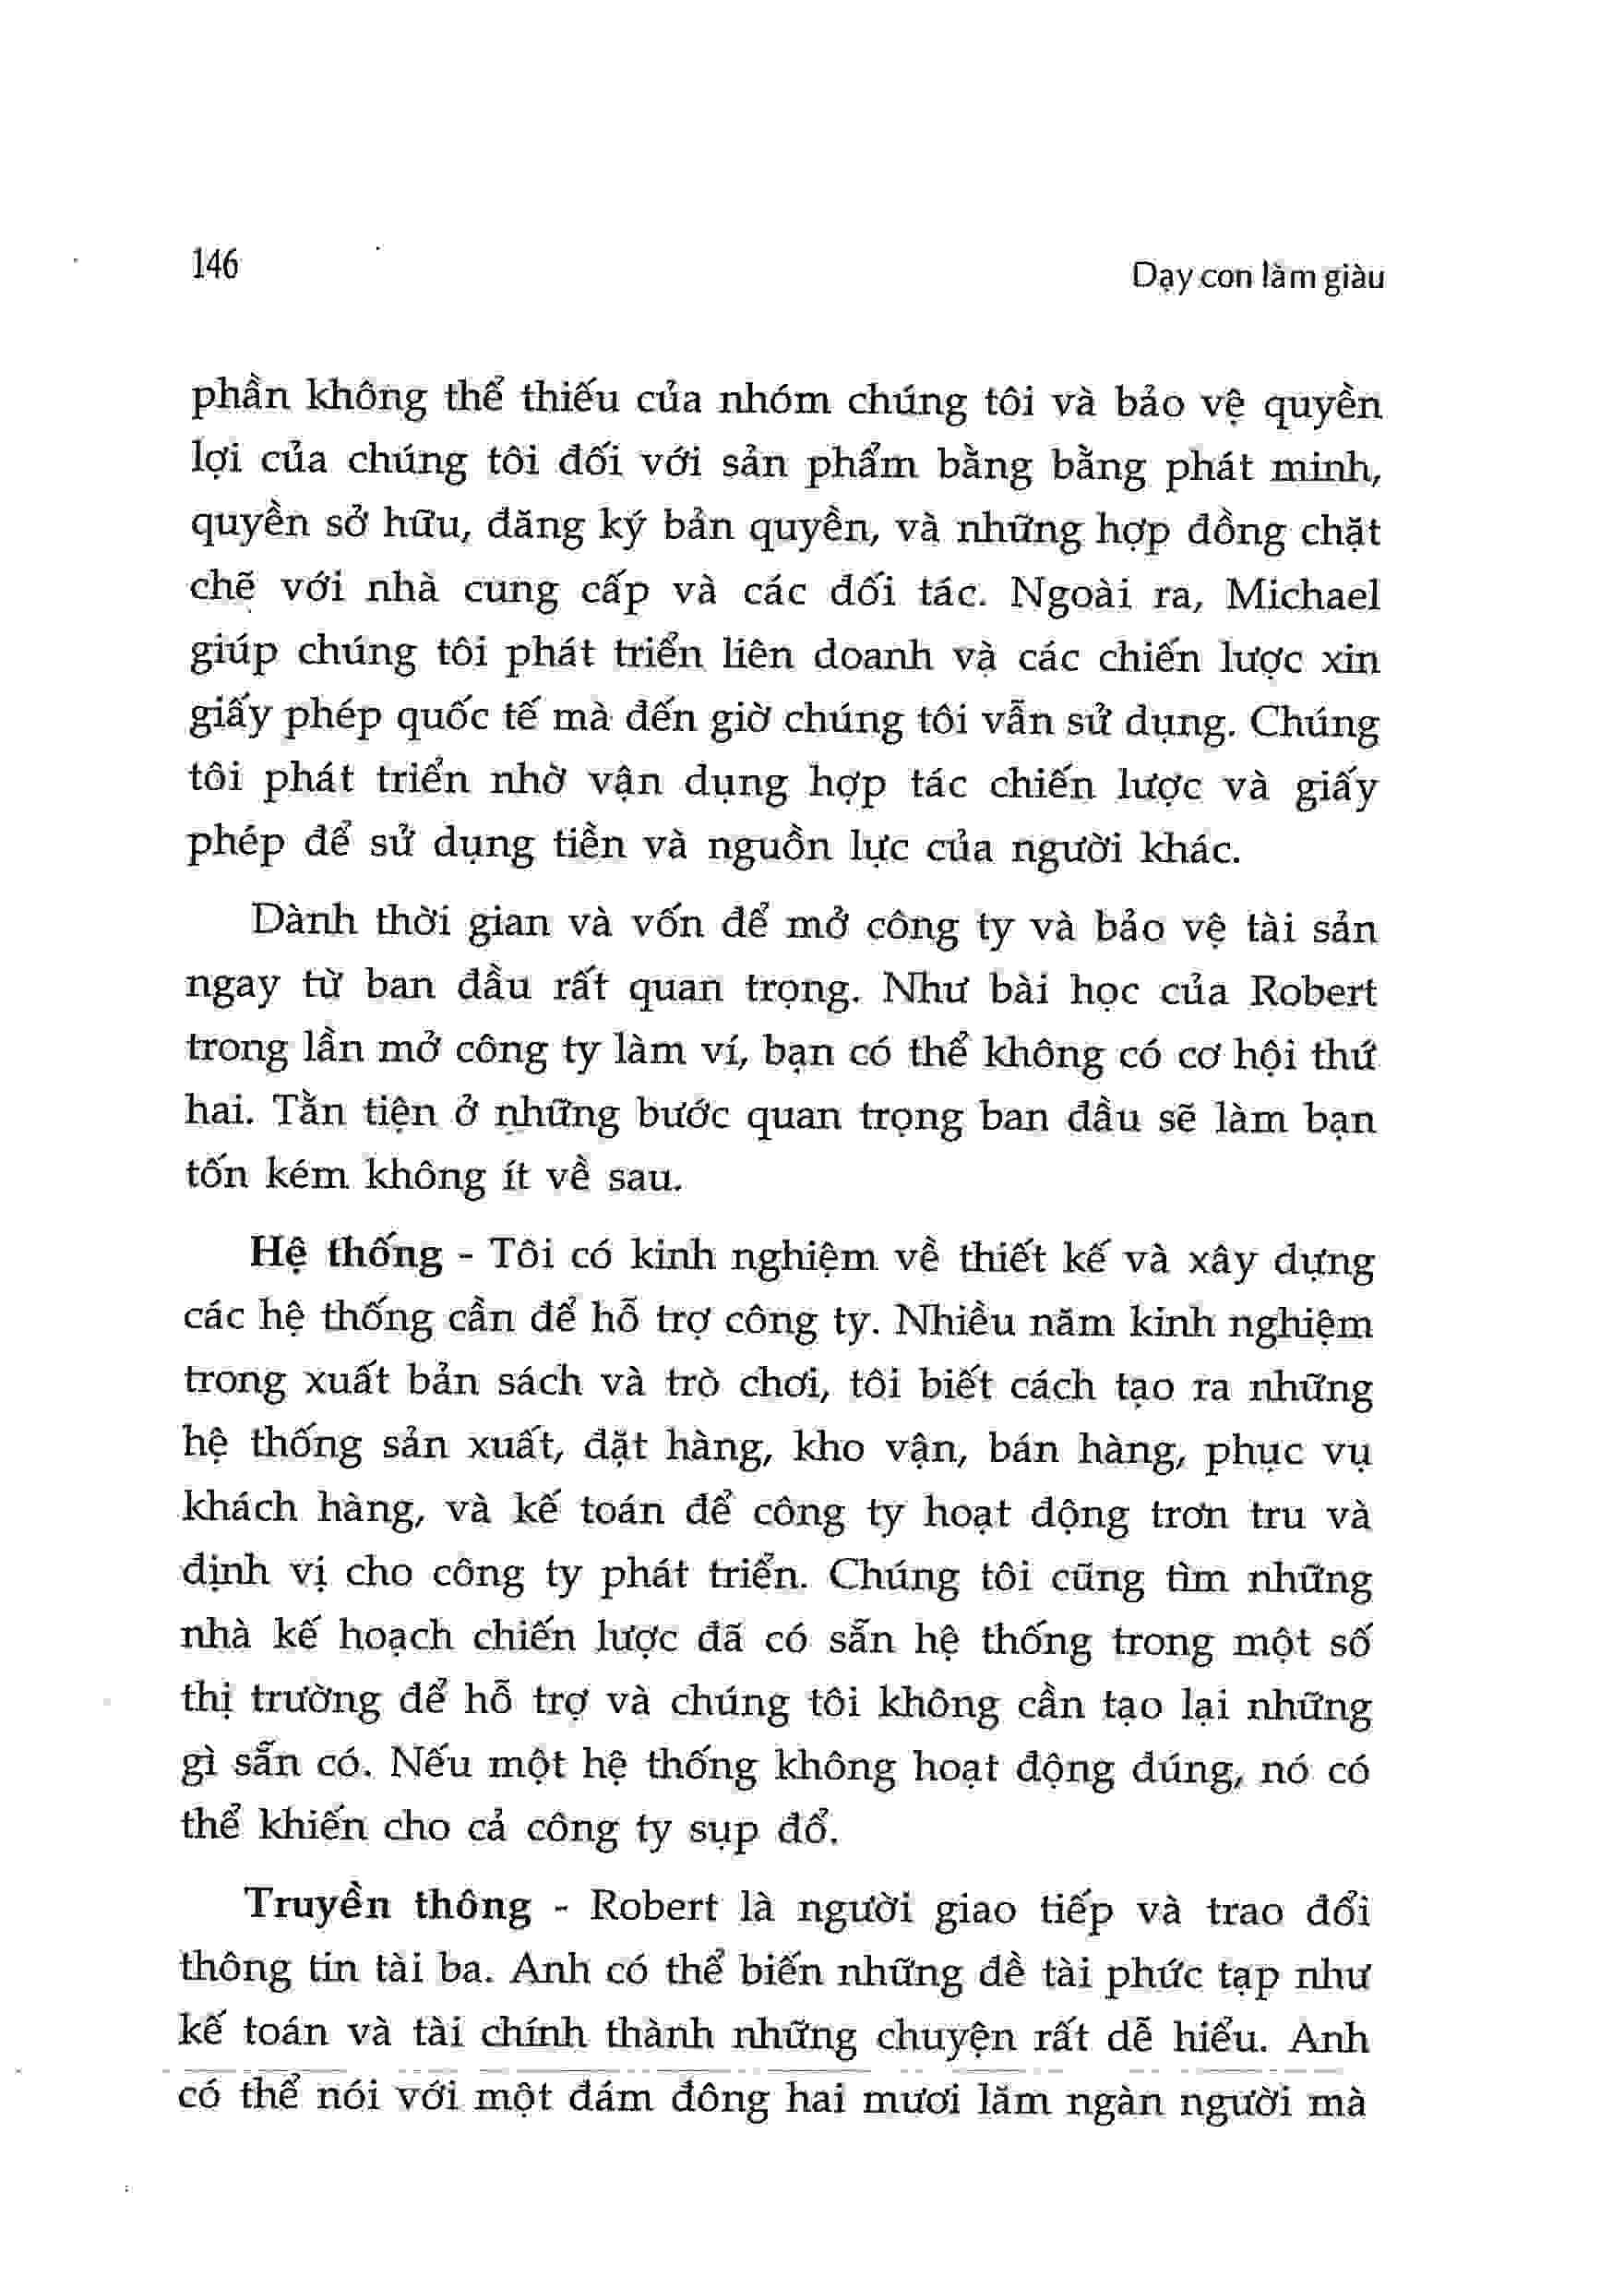 146
Dạy con làm giàu
phần không thể thiếu của nhóm chúng tôi và bảo vệ quyền
lợi của chúng tôi đối với sản phẩm bằng bằng phát minh,
quyền sở hữu, đăng ký bản quyền, và những hợp đồng chặt
chẽ với nhà cung cấp và các đối tác. Ngoài ra, Michael
giúp chúng tôi phát triển liên doanh và các chiến lược xin
giấy phép quốc tế mà đến giờ chúng tôi vẫn sử dụng. Chúng
tôi phát triển nhờ vận dụng hợp tác chiến lược và giấy
phép để sử dụng tiền và nguồn lực của người khác.
Dành thời gian và vốn để mở công ty và bảo vệ tài sản
ngay từ ban đầu rất quan trọng. Như bài học của Robert
trong lần mở công ty làm ví, bạn có thể không có cơ hội thứ
hai. Tằn tiện ở những bước quan trọng ban đầu sẽ làm bạn
tốn kém không ít về sau.
Hệ thống - Tôi có kinh nghiệm về thiết kế và xây dựng
các hệ thống cần để hỗ trợ công ty. Nhiều năm kinh nghiệm
trong xuất bản sách và trò chơi, tôi biết cách tạo ra những
hệ thống sản xuất, đặt hàng, kho vận, bán hàng, phục vụ
khách hàng, và kế toán để công ty hoạt động trơn tru và
định vị cho công ty phát triển. Chúng tôi cũng tìm những
nhà kế hoạch chiến lược đã có sẵn hệ thống trong một số
thị trường để hỗ trợ và chúng tôi không cần tạo lại những
gì sẵn có. Nếu một hệ thống không hoạt động đúng, nó có
thể khiến cho cả công ty sụp đổ.
Truyền thông - Robert là người giao tiếp và trao đổi
thông tin tài ba. Anh có thể biến những đề tài phức tạp như
kế toán và tài chính thành những chuyện rất dễ hiểu. Anh
có thể nói với một đám đông hai mươi lăm ngàn người mà